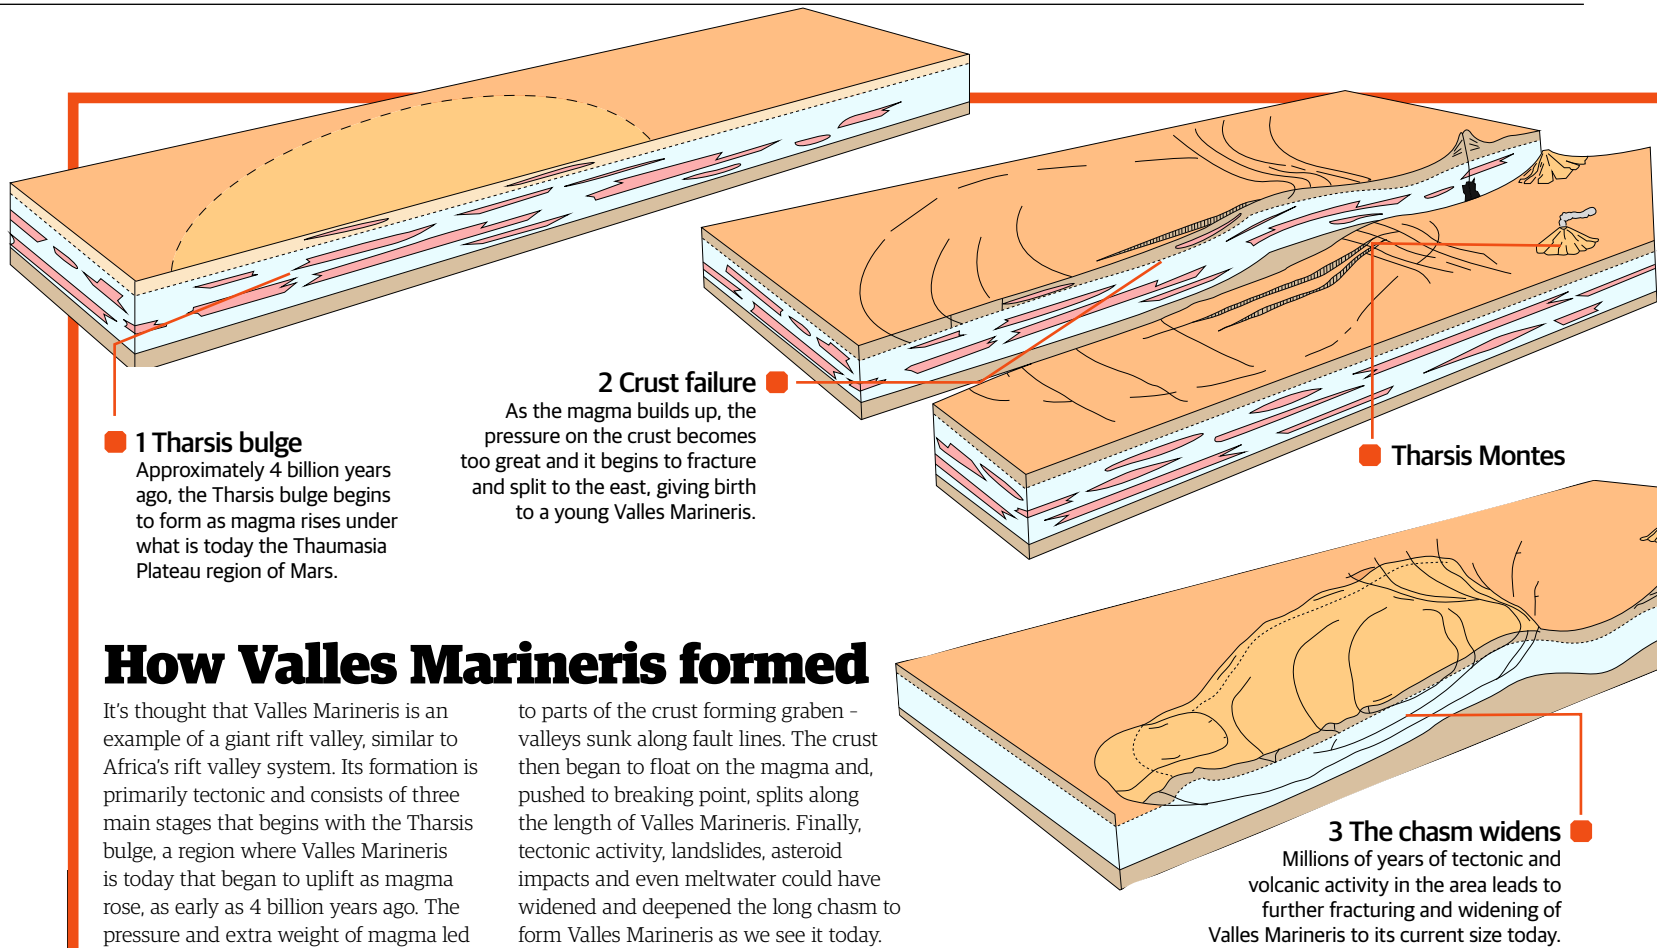 1 Tharsis bulge
Approximately 4 billion years
ago, the Tharsis bulge begins
to form as magma rises under
what is today the Thaumasia
Plateau region of Mars.
2 Crust failure
As the magma builds up, the
pressure on the crust becomes
too great and it begins to fracture
and split to the east, giving birth
to a young Valles Marineris.
Tharsis Montes
How Valles Marineris formed
It's thought that Valles Marineris is an
example of a giant rift valley, similar to
Africa's rift valley system. Its formation is
primarily tectonic and consists of three
main stages that begins with the Tharsis
bulge, a region where Valles Marineris
is today that began to uplift as magma
rose, as early as 4 billion years ago. The
pressure and extra weight of magma led
to parts of the crust forming graben –
valleys sunk along fault lines. The crust
then began to float on the magma and,
pushed to breaking point, splits along
the length of Valles Marineris. Finally,
tectonic activity, landslides, asteroid
impacts and even meltwater could have
widened and deepened the long chasm to
form Valles Marineris as we see it today.
3 The chasm widens
Millions of years of tectonic and
volcanic activity in the area leads to
further fracturing and widening of
Valles Marineris to its current size today.